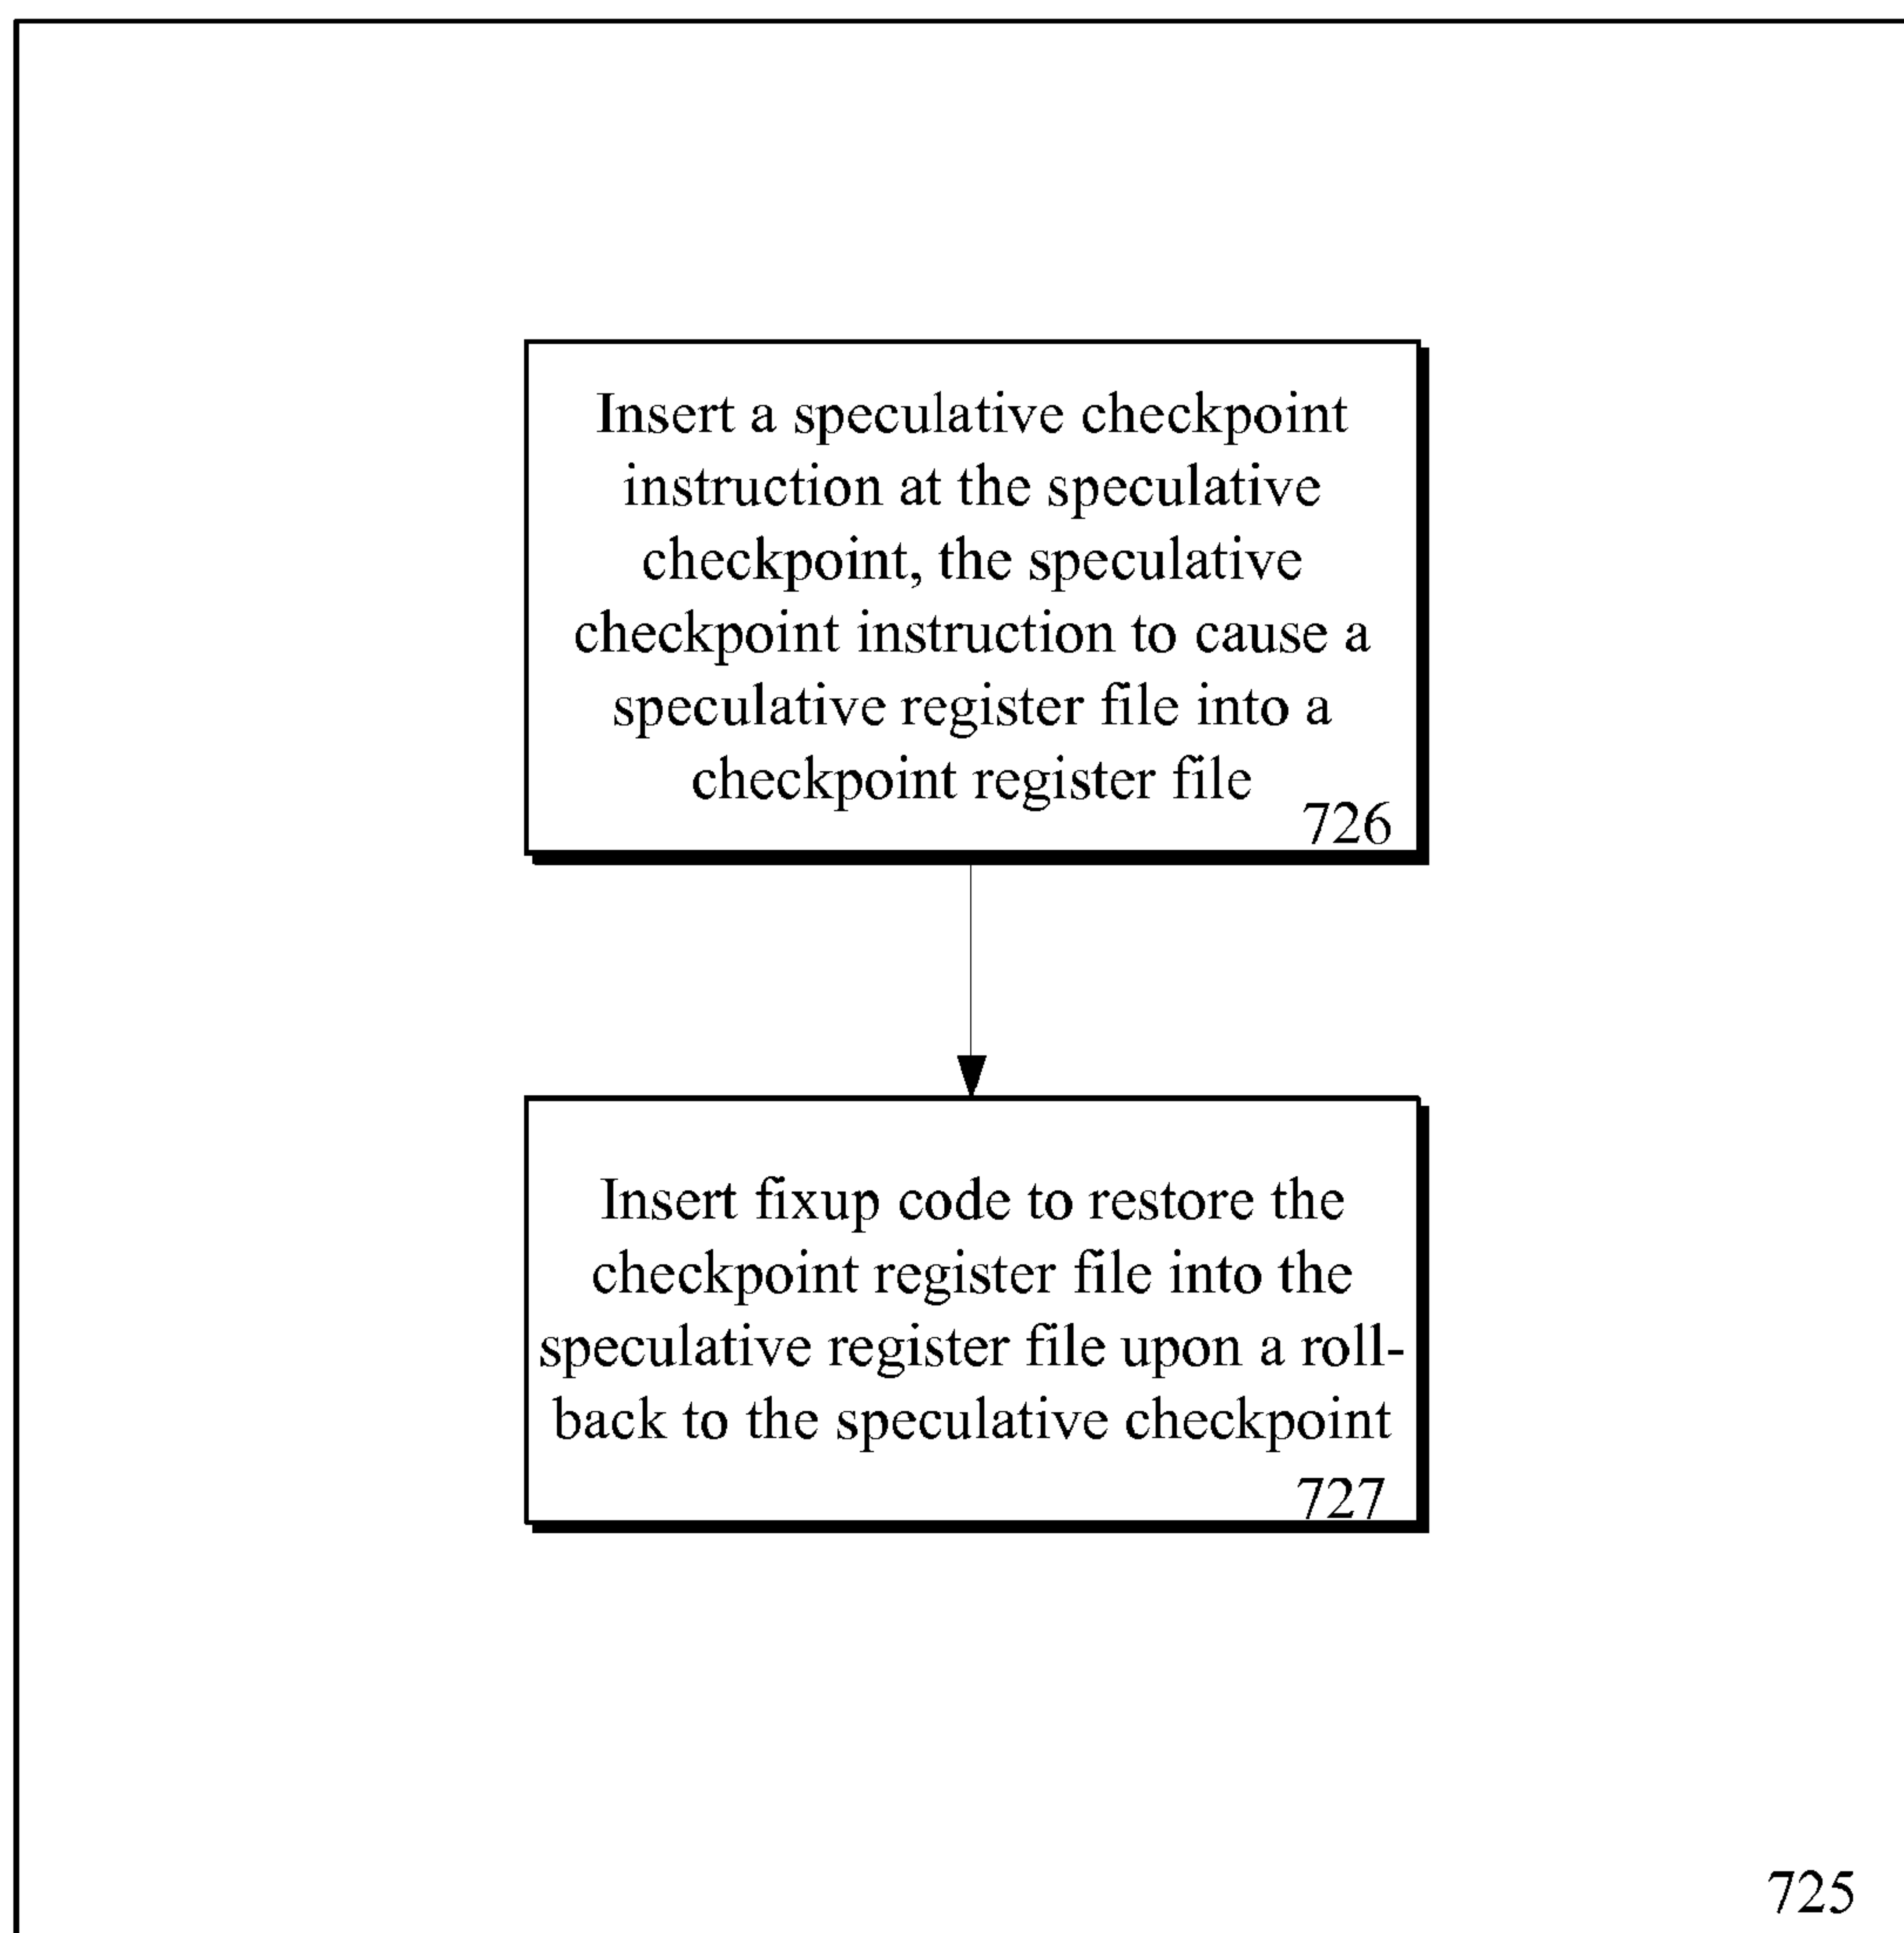 Insert a speculative checkpoint
instruction at the speculative
checkpoint, the speculative
checkpoint instruction to cause a
speculative register file into a
checkpoint register file
726
Insert fixup code to restore the
checkpoint register file into the
speculative register file upon a roll-
back to the speculative checkpoint
727
725